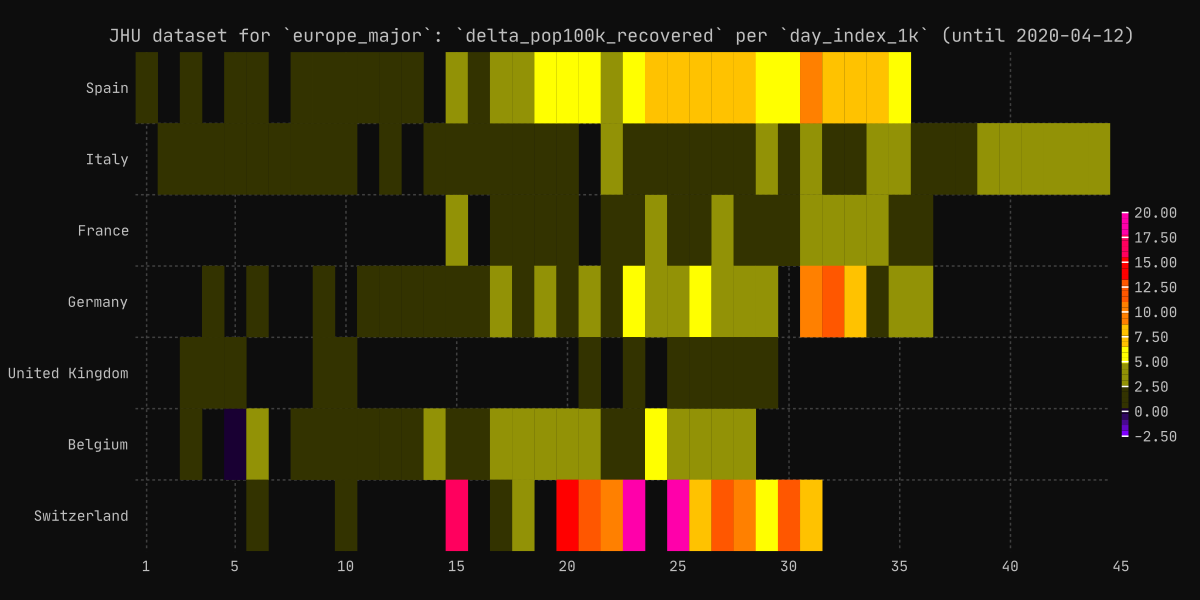 JHU dataset for `europe_major`: `delta_pop100k_recovered` per `day_index_1k` (until 2020-04-12)
Spain
Italy
France
Germany
United Kingdom
Belgium
Switzerland
20.00
17.50
15.00
12.50
10.00
7.50
5.00
2.50
0.00
-2.50
1 5 10 15 20 25 30 35 40 45